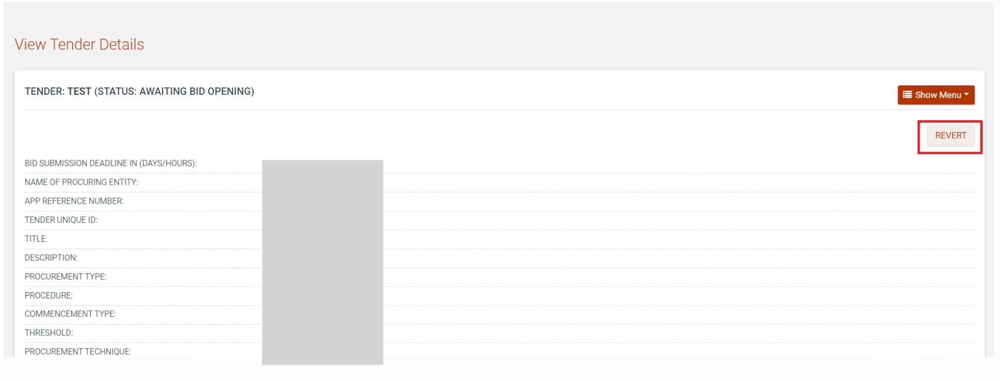 View Tender Details
TENDER: TEST (STATUS: AWAITING BID OPENING)
Show Menu
REVERT
BID SUBMISSION DEADLINE IN (DAYS/HOURS):
NAME OF PROCURING ENTITY:
APP REFERENCE NUMBER:
TENDER UNIQUE ID:
TITLE:
DESCRIPTION:
PROCUREMENT TYPE:
PROCEDURE:
COMMENCEMENT TYPE:
THRESHOLD:
PROCUREMENT TECHNIQUE: